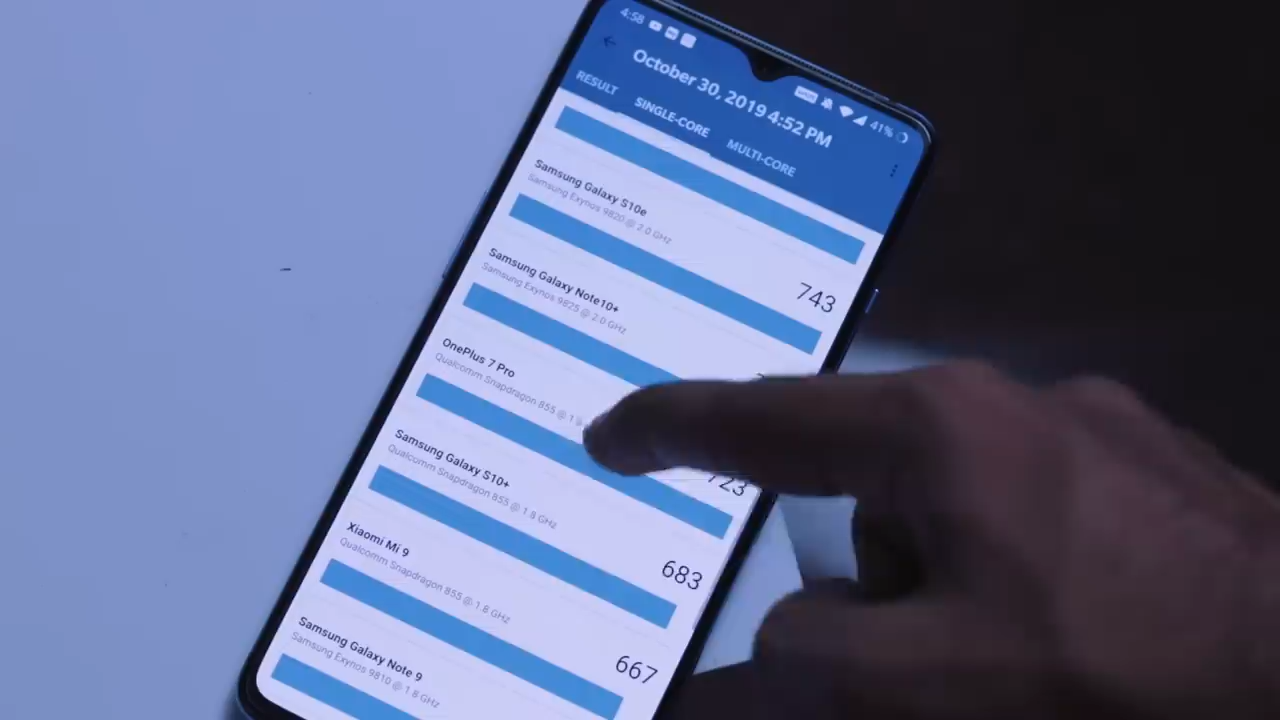 4:58
41%
October 30, 2019 4:52 PM
RESULT
SINGLE-CORE
MULTI-CORE
Samsung Galaxy S10e
Samsung Exynos 9820 @ 2.0 GHz
743
Samsung Galaxy Note10+
Samsung Exynos 9825 @ 2.0 GHz
OnePlus 7 Pro
Qualcomm Snapdragon 855 @ 1
723
Samsung Galaxy S10+
Qualcomm Snapdragon 855 @ 1.8 GHz
683
Xiaomi Mi 9
Qualcomm Snapdragon 855 @ 1.8 GHz
667
Samsung Galaxy Note 9
Samsung Exynos 9810 @ 1.8 GHz